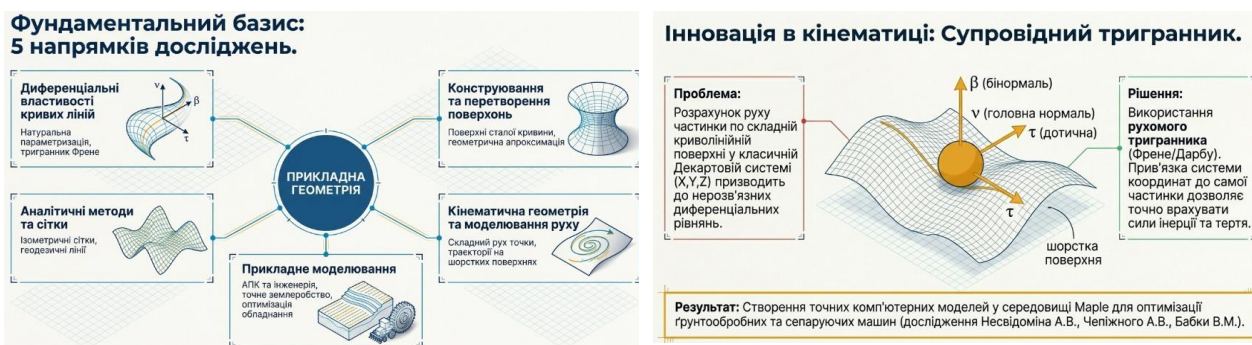 Фундаментальний базис:
5 напрямків досліджень.
Диференціальні
властивості
кривих ліній
Натуральна
параметризація,
тригранник Френе
ν
β
τ
Конструювання
та перетворення
поверхонь
Поверхні сталої кривини,
геометрична апроксимація
ПРИКЛАДНА
ГЕОМЕТРІЯ
Аналітичні методи
та сітки
Ізометричні сітки,
геодезичні лінії
Кінематична геометрія
та моделювання руху
Складний рух точки,
траєкторії на
шорстких поверхнях
Прикладне моделювання
АПК та інженерія,
точне землеробство,
оптимізація
обладнання
Інновація в кінематиці: Супровідний тригранник.
Проблема:
Розрахунок руху
частинки по складній
криволінійній
поверхні у класичній
Декартовій системі
(X,Y,Z) призводить
до нерозв'язних
диференціальних
рівнянь.
β (бінормаль)
ν (головна нормаль)
τ (дотична)
τ
шорстка
поверхня
Рішення:
Використання
рухомого
тригранника
(Френе/Дарбу).
Прив'язка системи
координат до самої
частинки дозволяє
точно врахувати
сили інерції та тертя.
Результат: Створення точних комп'ютерних моделей у середовищі Maple для оптимізації
ґрунтообробних та сепаруючих машин (дослідження Несвідоміна А.В., Чепіжного А.В., Бабки В.М.).